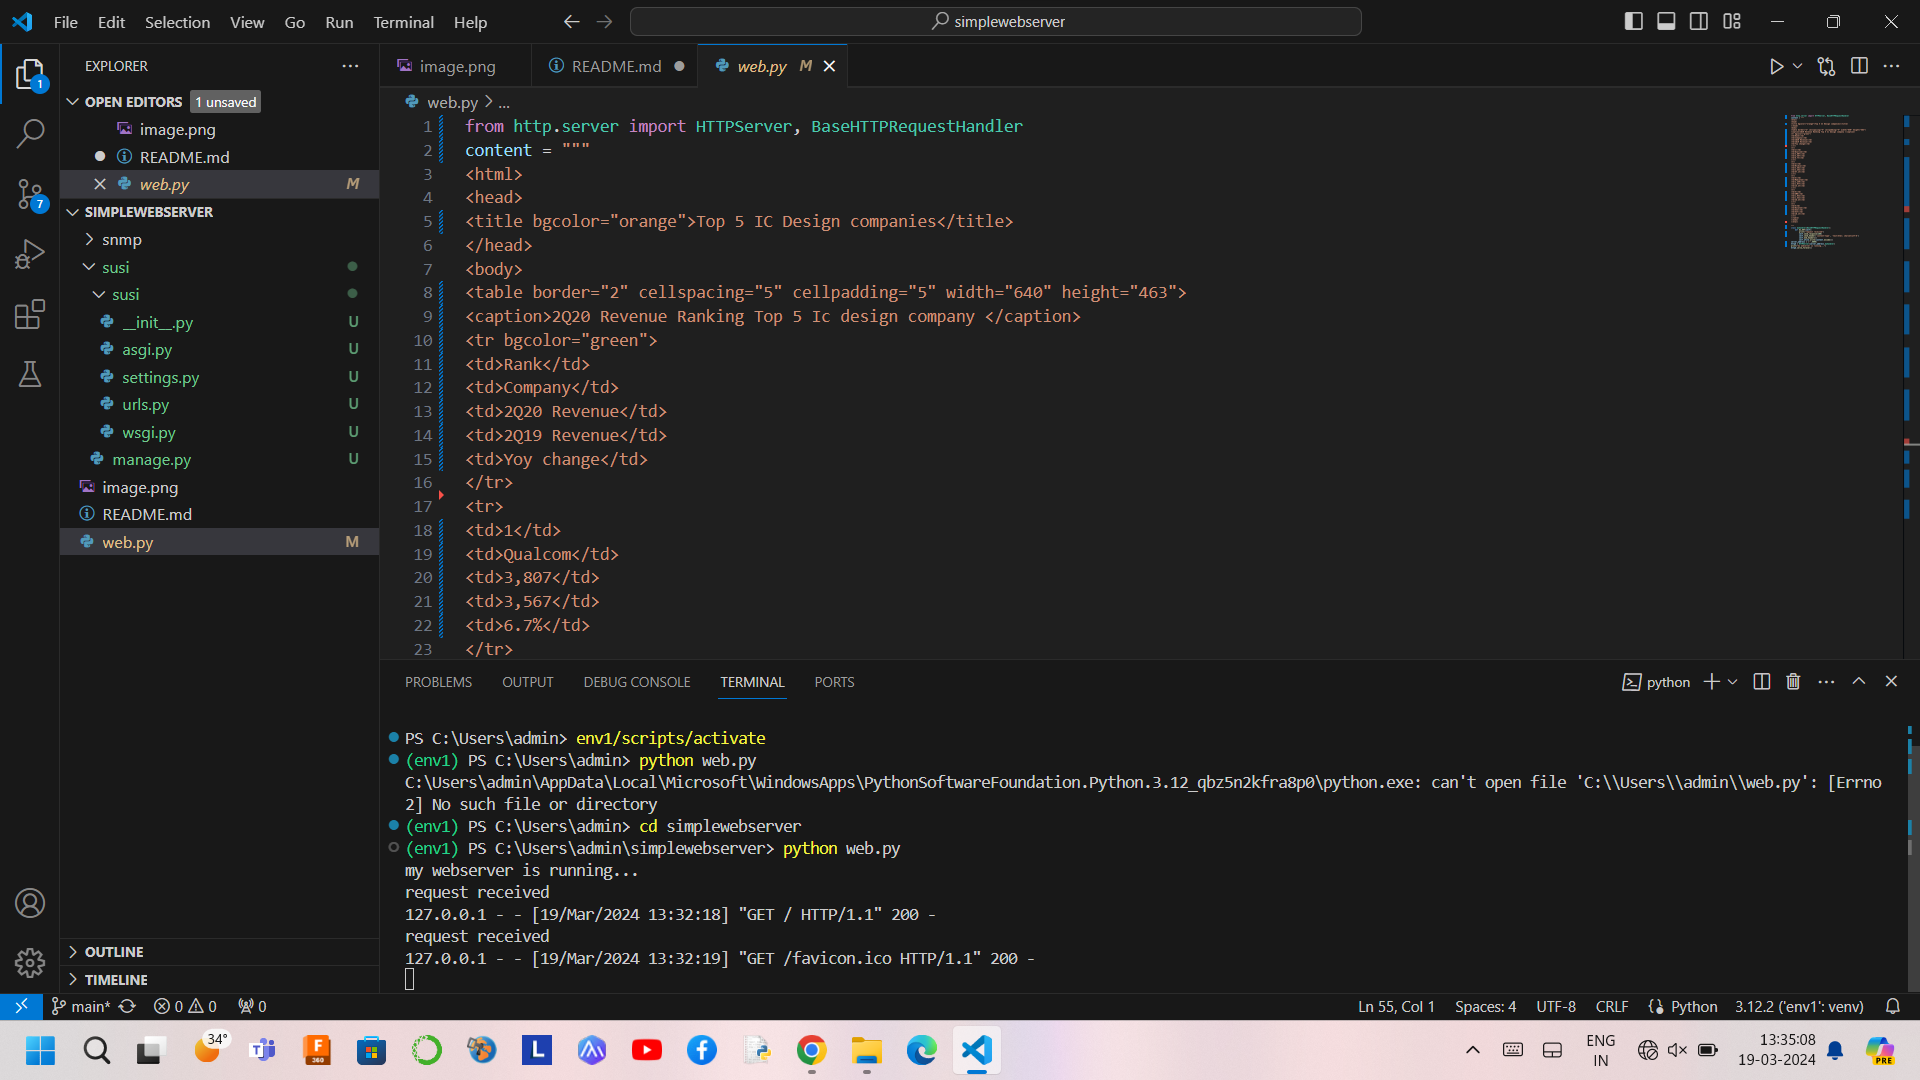 File Edit Selection View Go Run Terminal Help
simplewebserver
EXPLORER
OPEN EDITORS 1 unsaved
image.png
README.md
web.py M
SIMPLEWEBSERVER
snmp
susi
susi
__init__.py U
asgi.py U
settings.py U
urls.py U
wsgi.py U
manage.py U
image.png
README.md
web.py M
OUTLINE
TIMELINE
1
7
image.png README.md web.py M
web.py > ...
1 from http.server import HTTPServer, BaseHTTPRequestHandler
2 content = """
3 <html>
4 <head>
5 <title bgcolor="orange">Top 5 IC Design companies</title>
6 </head>
7 <body>
8 <table border="2" cellspacing="5" cellpadding="5" width="640" height="463">
9 <caption>2Q20 Revenue Ranking Top 5 Ic design company </caption>
10 <tr bgcolor="green">
11 <td>Rank</td>
12 <td>Company</td>
13 <td>2Q20 Revenue</td>
14 <td>2Q19 Revenue</td>
15 <td>Yoy change</td>
16 </tr>
17 <tr>
18 <td>1</td>
19 <td>Qualcom</td>
20 <td>3,807</td>
21 <td>3,567</td>
22 <td>6.7%</td>
23 </tr>
PROBLEMS OUTPUT DEBUG CONSOLE TERMINAL PORTS
python
PS C:\Users\admin> env1/scripts/activate
(env1) PS C:\Users\admin> python web.py
C:\Users\admin\AppData\Local\Microsoft\WindowsApps\PythonSoftwareFoundation.Python.3.12_qbz5n2kfra8p0\python.exe: can't open file 'C:\\Users\\admin\\web.py': [Errno
2] No such file or directory
(env1) PS C:\Users\admin> cd simplewebserver
(env1) PS C:\Users\admin\simplewebserver> python web.py
my webserver is running...
request received
127.0.0.1 - - [19/Mar/2024 13:32:18] "GET / HTTP/1.1" 200 -
request received
127.0.0.1 - - [19/Mar/2024 13:32:19] "GET /favicon.ico HTTP/1.1" 200 -
main* 0 0 0
Ln 55, Col 1 Spaces: 4 UTF-8 CRLF Python 3.12.2 ('env1': venv)
34°
F
360
L
ENG
IN
13:35:08
19-03-2024
PRE